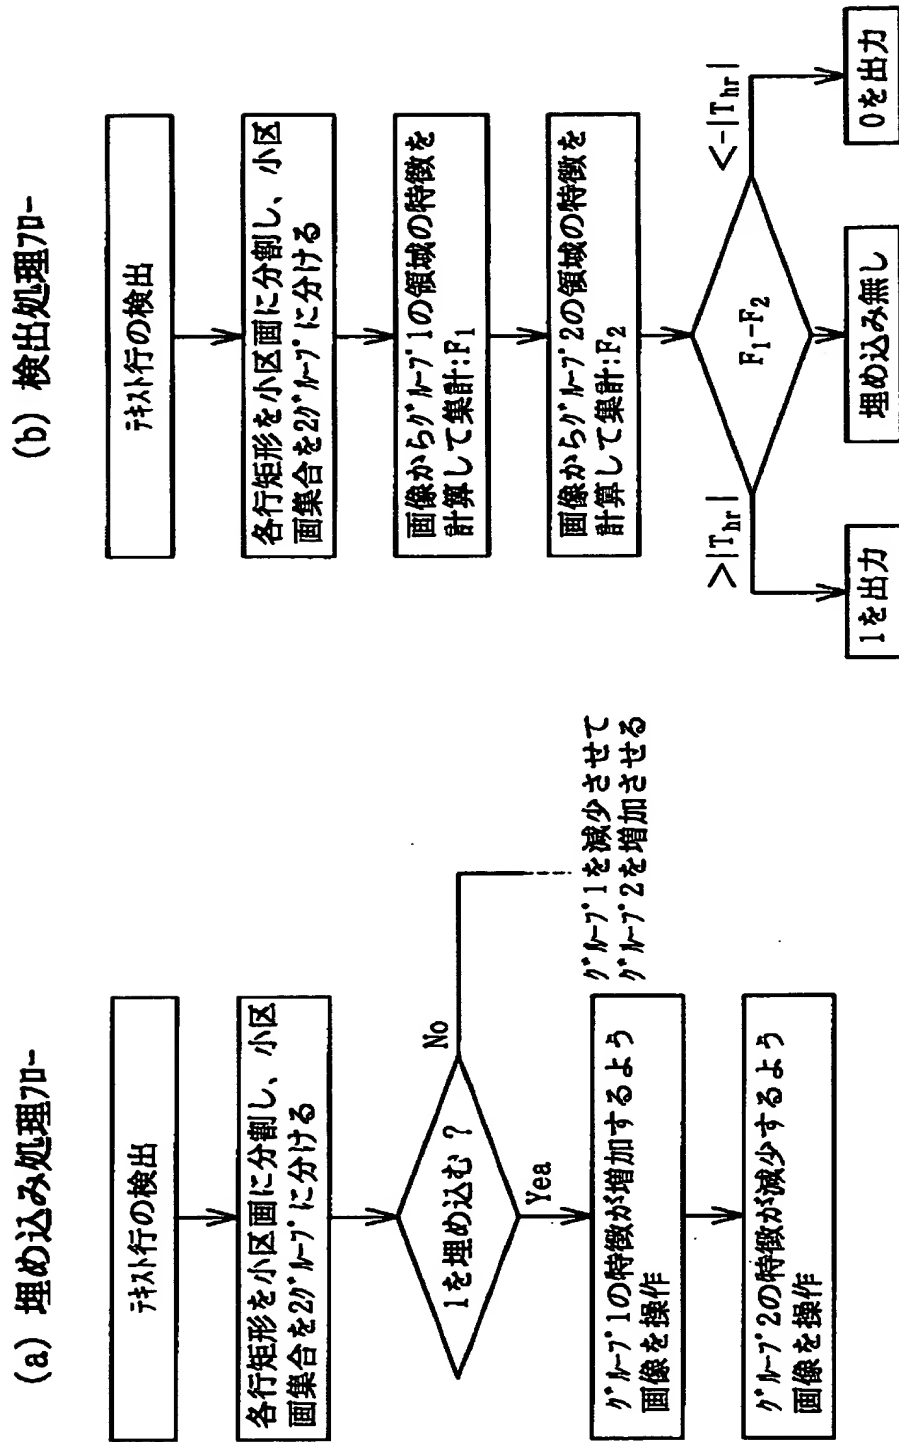 (a) 埋め込み処理ﾌﾛｰ
ﾃｷｽﾄ行の検出
各行矩形を小区画に分割し、小区
画集合を2ｸﾞﾙｰﾌﾟに分ける
1を埋め込む ?
No
Yea
ｸﾞﾙｰﾌﾟ1を減少させて
ｸﾞﾙｰﾌﾟ2を増加させる
ｸﾞﾙｰﾌﾟ1の特徴が増加するよう
画像を操作
ｸﾞﾙｰﾌﾟ2の特徴が減少するよう
画像を操作
(b) 検出処理ﾌﾛｰ
ﾃｷｽﾄ行の検出
各行矩形を小区画に分割し、小区
画集合を2ｸﾞﾙｰﾌﾟに分ける
画像からｸﾞﾙｰﾌﾟ1の領域の特徴を
計算して集計:F1
画像からｸﾞﾙｰﾌﾟ2の領域の特徴を
計算して集計:F2
F1-F2
>|Thr|
<-|Thr|
1を出力
埋め込み無し
0を出力